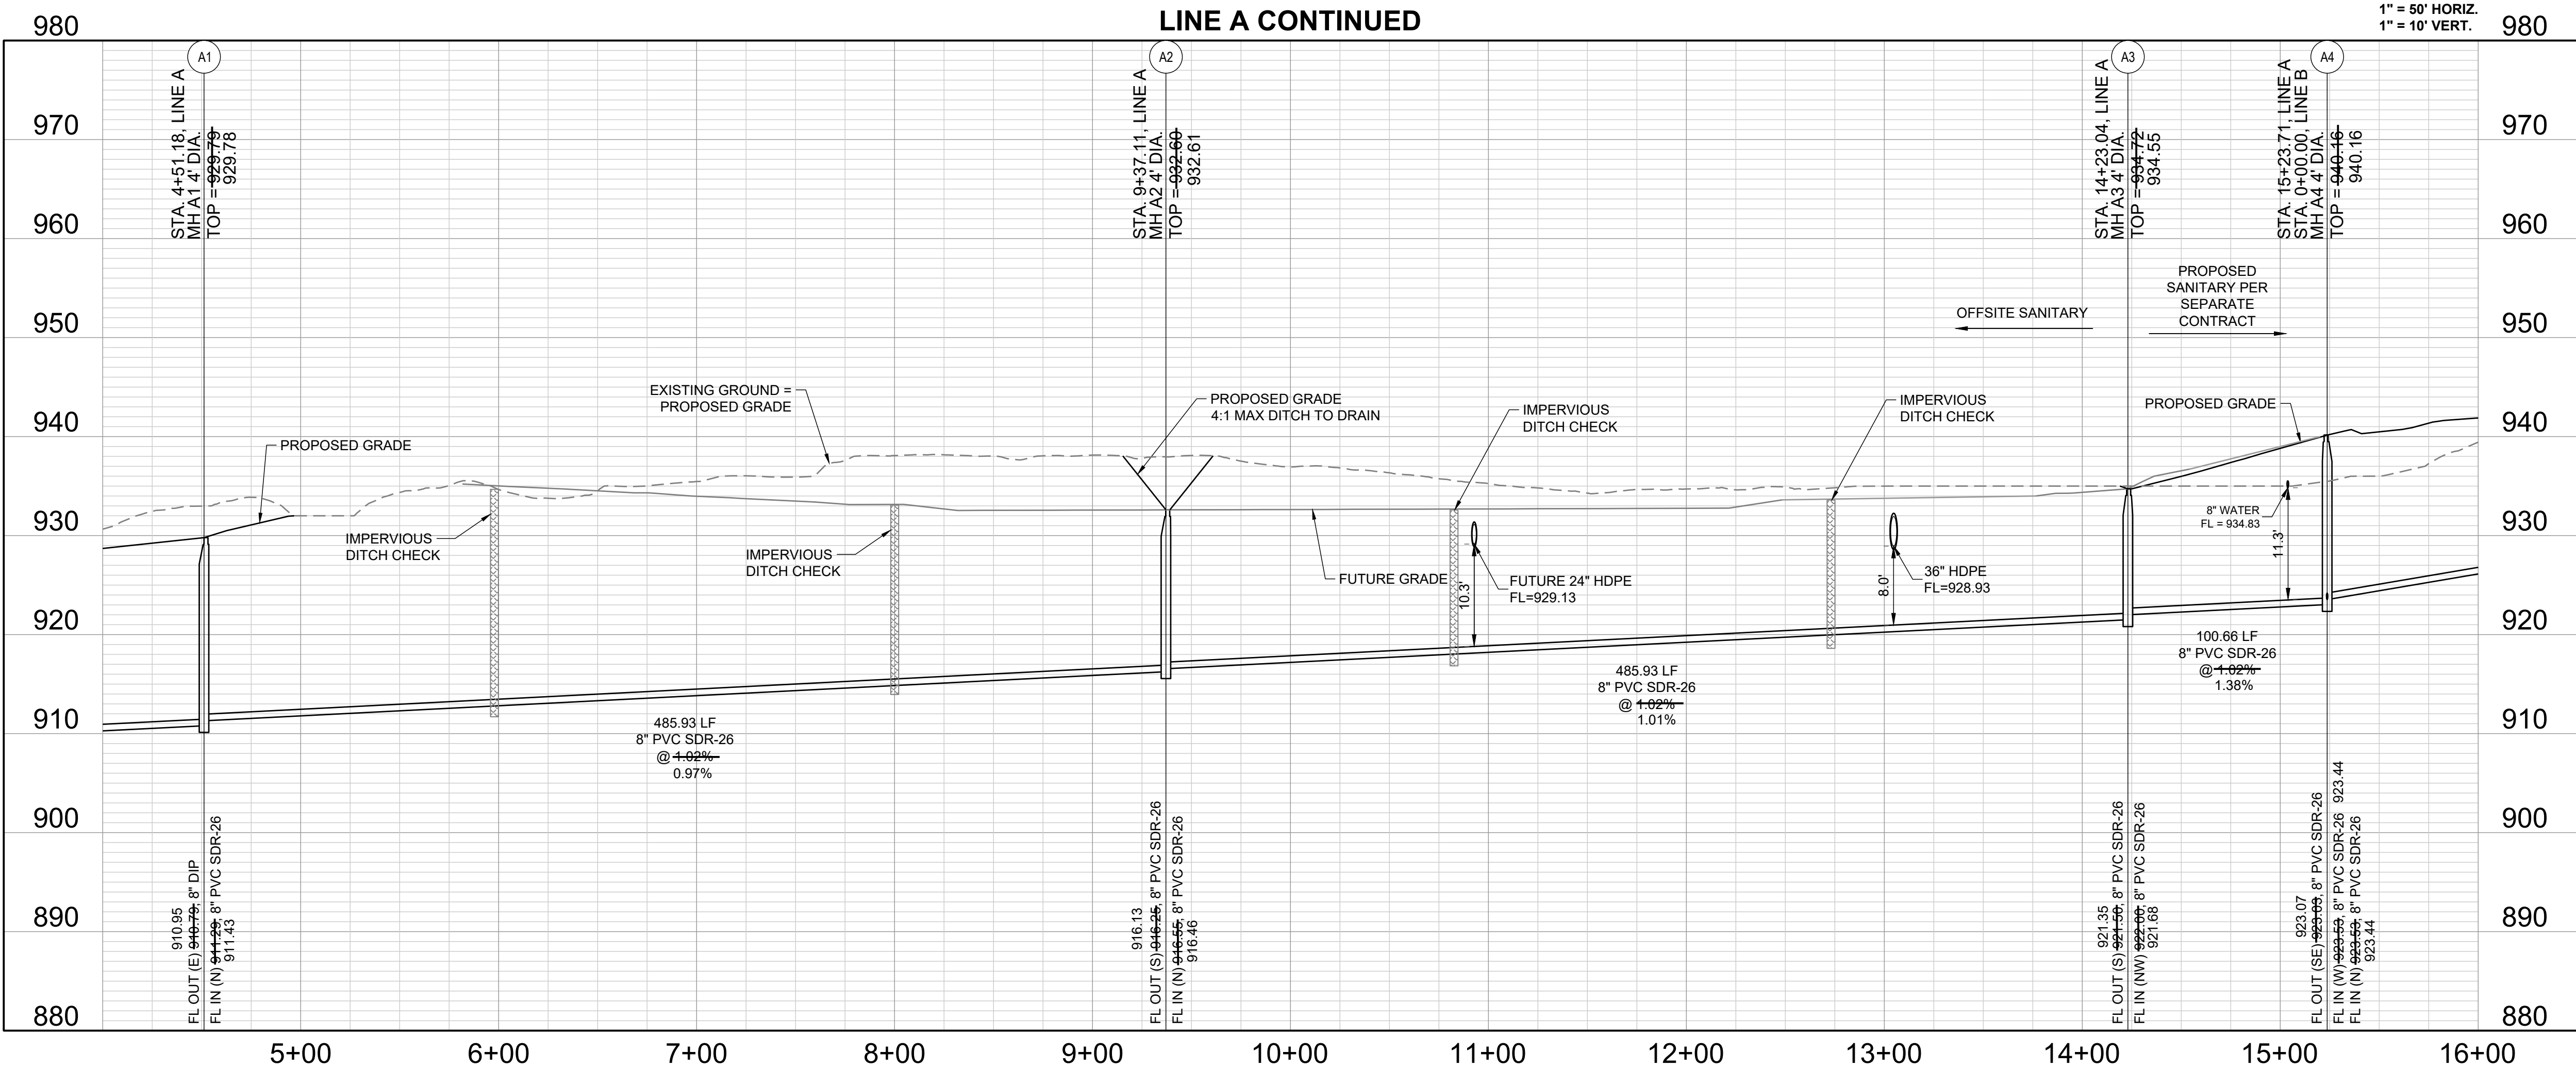 LINE A CONTINUED
1" = 50' HORIZ.
1" = 10' VERT.
980
970
960
950
940
930
920
910
900
890
880
980
970
960
950
940
930
920
910
900
890
880
A1
STA. 4+51.18, LINE A
MH A1 4' DIA.
TOP = 929.79
929.78
A2
STA. 9+37.11, LINE A
MH A2 4' DIA.
TOP = 932.60
932.61
A3
STA. 14+23.04, LINE A
MH A3 4' DIA.
TOP = 934.72
934.55
A4
STA. 15+23.71, LINE A
STA. 0+00.00, LINE B
MH A4 4' DIA.
TOP = 940.16
940.16
OFFSITE SANITARY
PROPOSED
SANITARY PER
SEPARATE
CONTRACT
PROPOSED GRADE
EXISTING GROUND =
PROPOSED GRADE
PROPOSED GRADE
4:1 MAX DITCH TO DRAIN
IMPERVIOUS
DITCH CHECK
IMPERVIOUS
DITCH CHECK
PROPOSED GRADE
IMPERVIOUS
DITCH CHECK
IMPERVIOUS
DITCH CHECK
FUTURE GRADE
10.3'
FUTURE 24" HDPE
FL=929.13
8.0'
36" HDPE
FL=928.93
8" WATER
FL = 934.83
11.3'
485.93 LF
8" PVC SDR-26
@ 1.02%
0.97%
485.93 LF
8" PVC SDR-26
@ 1.02%
1.01%
100.66 LF
8" PVC SDR-26
@ 1.02%
1.38%
910.95
FL OUT (E) 910.79, 8" DIP
FL IN (N) 911.29, 8" PVC SDR-26
911.43
916.13
FL OUT (S) 916.25, 8" PVC SDR-26
FL IN (N) 916.55, 8" PVC SDR-26
916.46
921.35
FL OUT (S) 921.50, 8" PVC SDR-26
FL IN (NW) 922.00, 8" PVC SDR-26
921.68
923.07
FL OUT (SE) 923.03, 8" PVC SDR-26
FL IN (W) 923.53, 8" PVC SDR-26 923.44
FL IN (N) 923.53, 8" PVC SDR-26
923.44
5+00 6+00 7+00 8+00 9+00 10+00 11+00 12+00 13+00 14+00 15+00 16+00